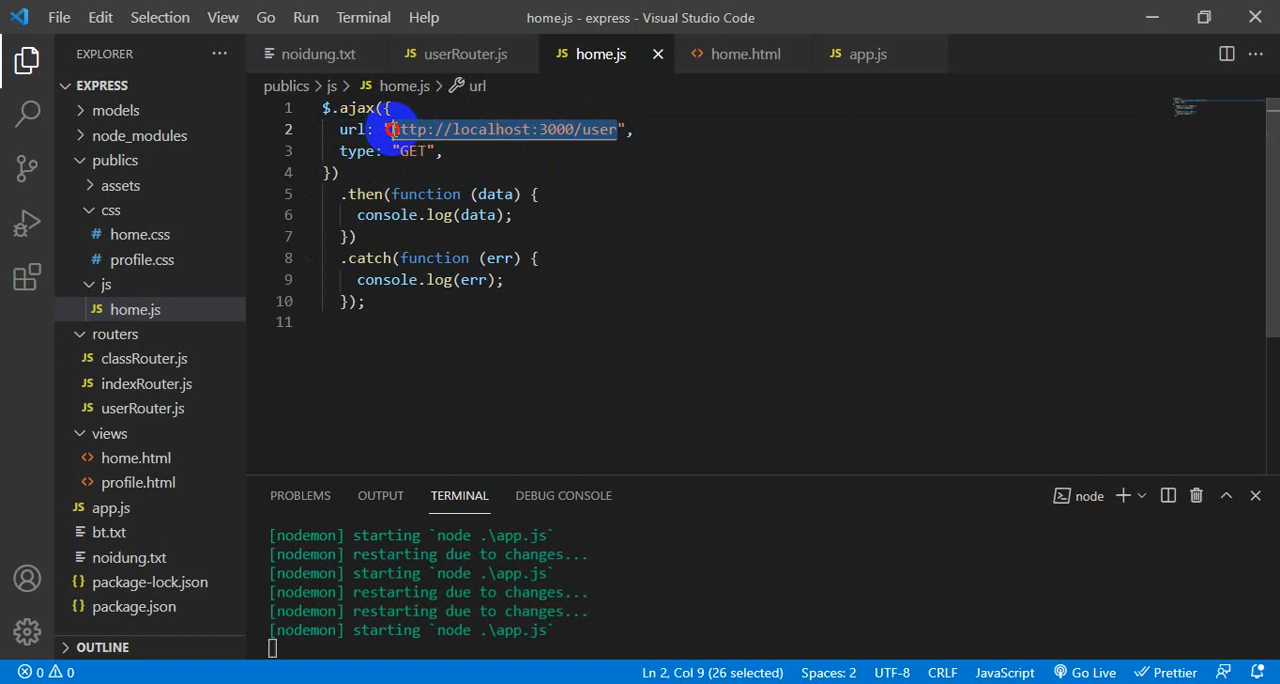 File Edit Selection View Go Run Terminal Help home.js - express - Visual Studio Code
EXPLORER
noidung.txt userRouter.js home.js home.html app.js
EXPRESS
models
node_modules
publics
assets
css
home.css
profile.css
js
home.js
routers
classRouter.js
indexRouter.js
userRouter.js
views
home.html
profile.html
app.js
bt.txt
noidung.txt
package-lock.json
package.json
OUTLINE
publics > js > home.js > url
1 $.ajax({
2 url: "http://localhost:3000/user",
3 type: "GET",
4 })
5 .then(function (data) {
6 console.log(data);
7 })
8 .catch(function (err) {
9 console.log(err);
10 });
11
PROBLEMS OUTPUT TERMINAL DEBUG CONSOLE node
[nodemon] starting `node .\app.js`
[nodemon] restarting due to changes...
[nodemon] starting `node .\app.js`
[nodemon] restarting due to changes...
[nodemon] restarting due to changes...
[nodemon] starting `node .\app.js`
0 0 Ln 2, Col 9 (26 selected) Spaces: 2 UTF-8 CRLF JavaScript Go Live Prettier